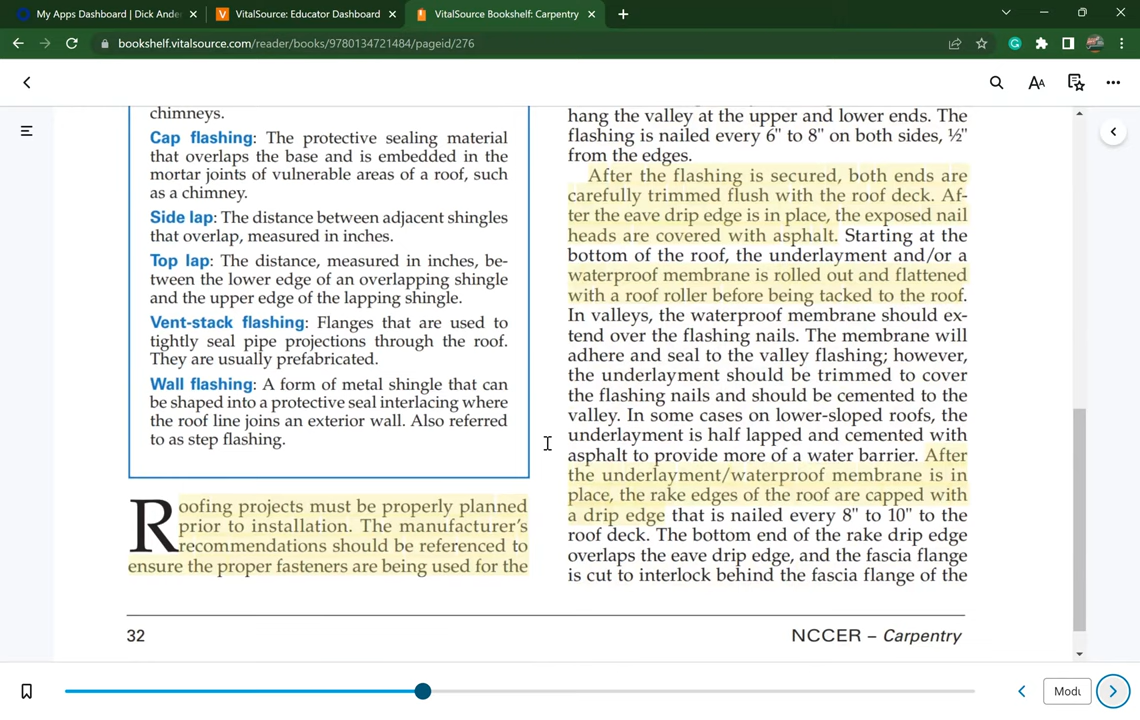 My Apps Dashboard | Dick Ander
VitalSource: Educator Dashboard
VitalSource Bookshelf: Carpentry
bookshelf.vitalsource.com/reader/books/9780134721484/pageid/276
chimneys.
Cap flashing: The protective sealing material
that overlaps the base and is embedded in the
mortar joints of vulnerable areas of a roof, such
as a chimney.
Side lap: The distance between adjacent shingles
that overlap, measured in inches.
Top lap: The distance, measured in inches, be-
tween the lower edge of an overlapping shingle
and the upper edge of the lapping shingle.
Vent-stack flashing: Flanges that are used to
tightly seal pipe projections through the roof.
They are usually prefabricated.
Wall flashing: A form of metal shingle that can
be shaped into a protective seal interlacing where
the roof line joins an exterior wall. Also referred
to as step flashing.
Roofing projects must be properly planned
prior to installation. The manufacturer's
recommendations should be referenced to
ensure the proper fasteners are being used for the
hang the valley at the upper and lower ends. The
flashing is nailed every 6" to 8" on both sides, ½"
from the edges.
After the flashing is secured, both ends are
carefully trimmed flush with the roof deck. Af-
ter the eave drip edge is in place, the exposed nail
heads are covered with asphalt. Starting at the
bottom of the roof, the underlayment and/or a
waterproof membrane is rolled out and flattened
with a roof roller before being tacked to the roof.
In valleys, the waterproof membrane should ex-
tend over the flashing nails. The membrane will
adhere and seal to the valley flashing; however,
the underlayment should be trimmed to cover
the flashing nails and should be cemented to the
valley. In some cases on lower-sloped roofs, the
underlayment is half lapped and cemented with
asphalt to provide more of a water barrier. After
the underlayment/waterproof membrane is in
place, the rake edges of the roof are capped with
a drip edge that is nailed every 8" to 10" to the
roof deck. The bottom end of the rake drip edge
overlaps the eave drip edge, and the fascia flange
is cut to interlock behind the fascia flange of the
32
NCCER – Carpentry
Modu